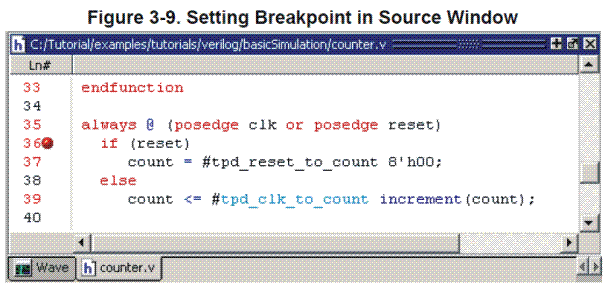 Figure 3-9. Setting Breakpoint in Source Window
C:/Tutorial/examples/tutorials/verilog/basicSimulation/counter.v
Ln#
33 endfunction
34
35 always @ (posedge clk or posedge reset)
36 if (reset)
37 count = #tpd_reset_to_count 8'h00;
38 else
39 count <= #tpd_clk_to_count increment(count);
40
Wave counter.v